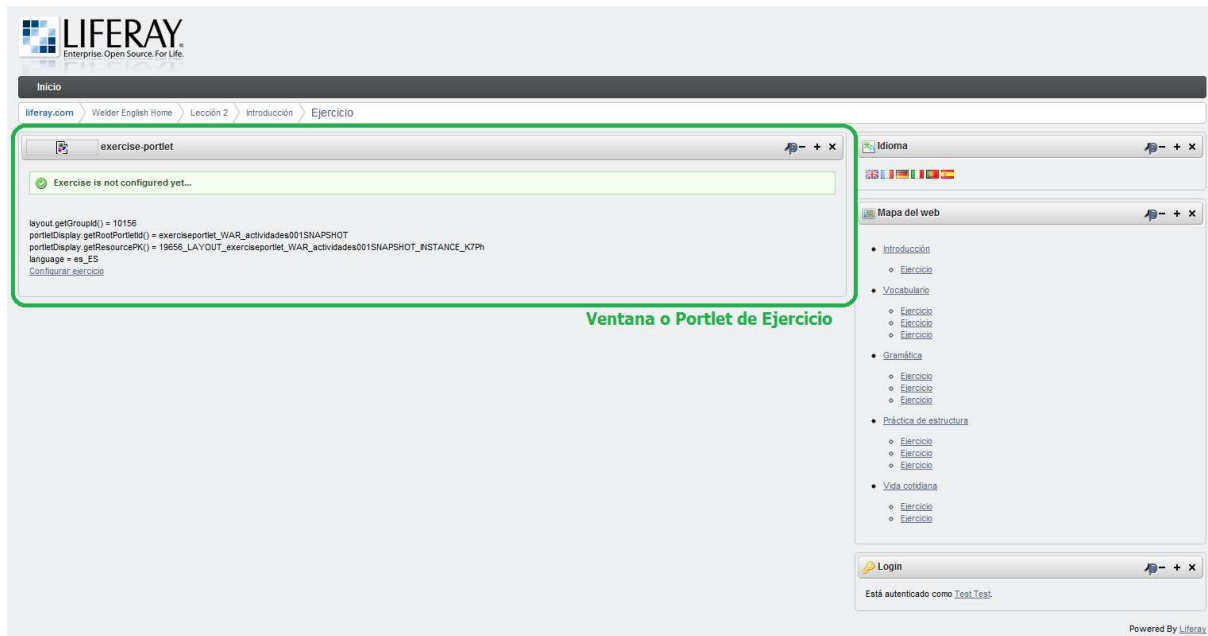 LIFERAY.
Enterprise. Open Source. For Life.
Inicio
liferay.com Welder English Home Lección 2 Introducción Ejercicio
exercise-portlet
Exercise is not configured yet...
layout.getGroupId() = 10156
portletDisplay.getRootPortletId() = exerciseportlet_WAR_actividades001SNAPSHOT
portletDisplay.getResourcePK() = 19656_LAYOUT_exerciseportlet_WAR_actividades001SNAPSHOT_INSTANCE_K7Ph
language = es_ES
Configurar ejercicio
Ventana o Portlet de Ejercicio
Idioma
Mapa del web
Introducción
Ejercicio
Vocabulario
Ejercicio
Ejercicio
Ejercicio
Gramática
Ejercicio
Ejercicio
Ejercicio
Práctica de estructura
Ejercicio
Ejercicio
Ejercicio
Vida cotidiana
Ejercicio
Ejercicio
Login
Está autenticado como Test Test.
Powered By Liferay